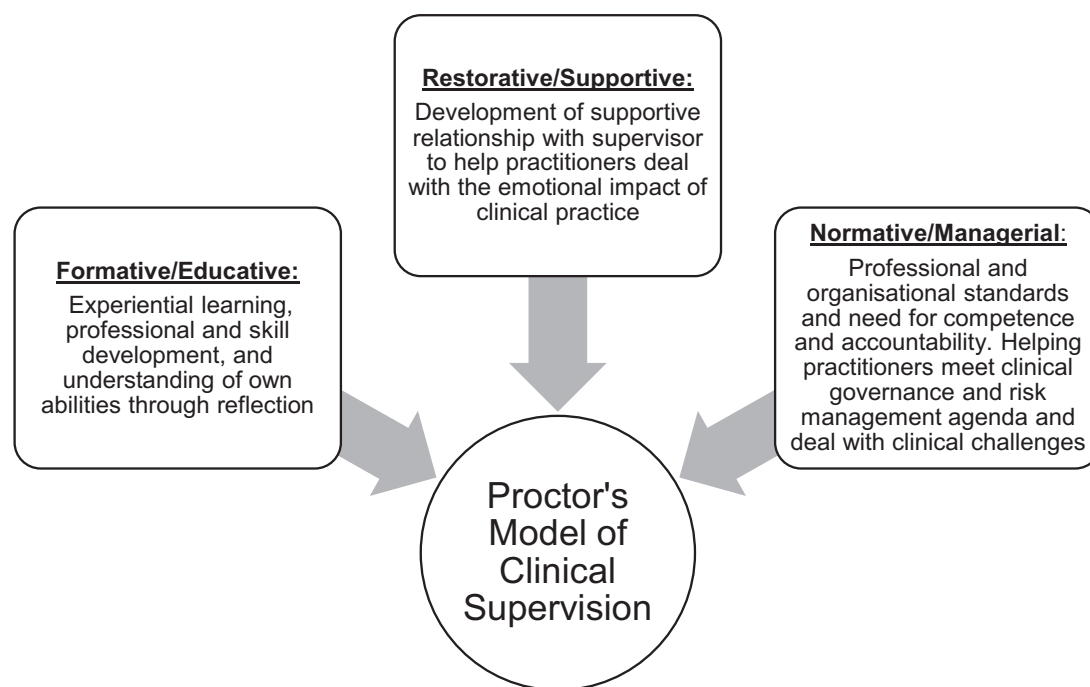 Formative/Educative:
Experiential learning,
professional and skill
development, and
understanding of own
abilities through reflection
Restorative/Supportive:
Development of supportive
relationship with supervisor
to help practitioners deal
with the emotional impact of
clinical practice
Normative/Managerial:
Professional and
organisational standards
and need for competence
and accountability. Helping
practitioners meet clinical
governance and risk
management agenda and
deal with clinical challenges
Proctor's
Model of
Clinical
Supervision